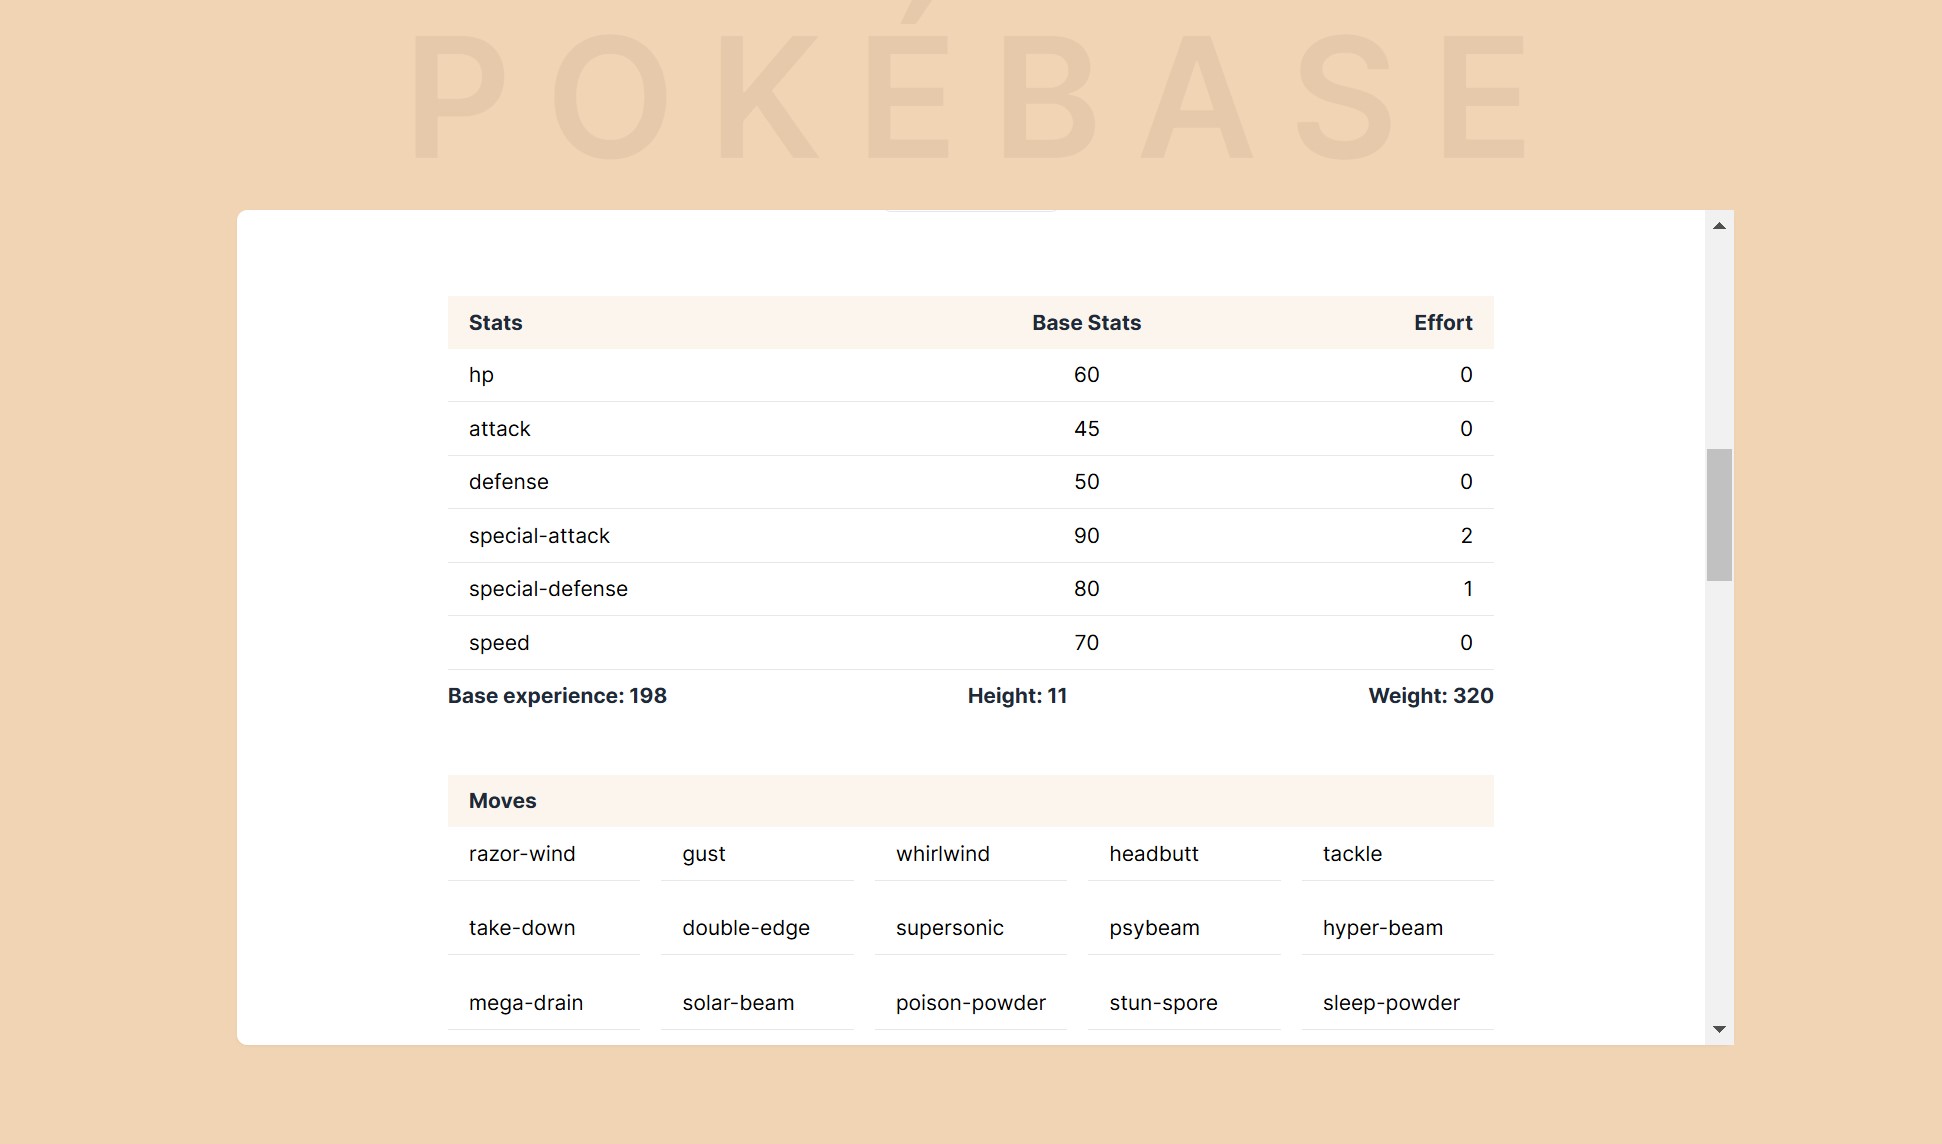 POKÉBASE
Stats Base Stats Effort
hp 60 0
attack 45 0
defense 50 0
special-attack 90 2
special-defense 80 1
speed 70 0
Base experience: 198 Height: 11 Weight: 320
Moves
razor-wind gust whirlwind headbutt tackle
take-down double-edge supersonic psybeam hyper-beam
mega-drain solar-beam poison-powder stun-spore sleep-powder